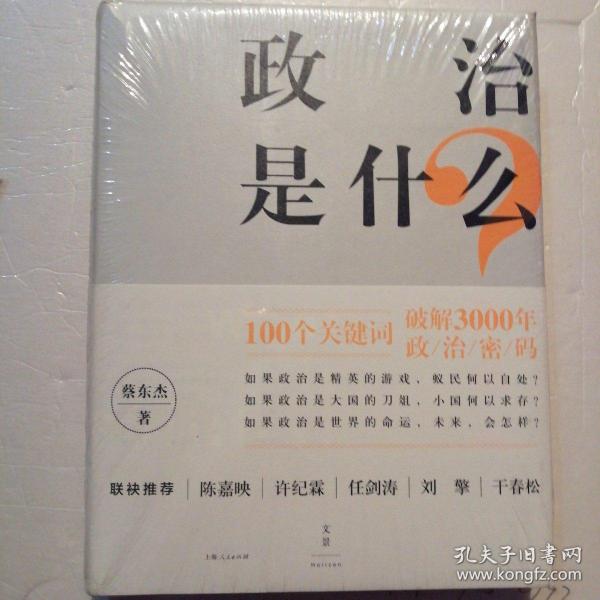 政治
是什么?
100个关键词
破解3000年
政/治/密/码
如果政治是精英的游戏，蚁民何以自处？
如果政治是大国的刀俎，小国何以求存？
如果政治是世界的命运，未来，会怎样？
蔡东杰
著
联袂推荐 | 陈嘉映 | 许纪霖 | 任剑涛 | 刘擎 | 干春松
文景
Horizon
上海人民出版社
孔夫子旧书网
www.kongfz.com